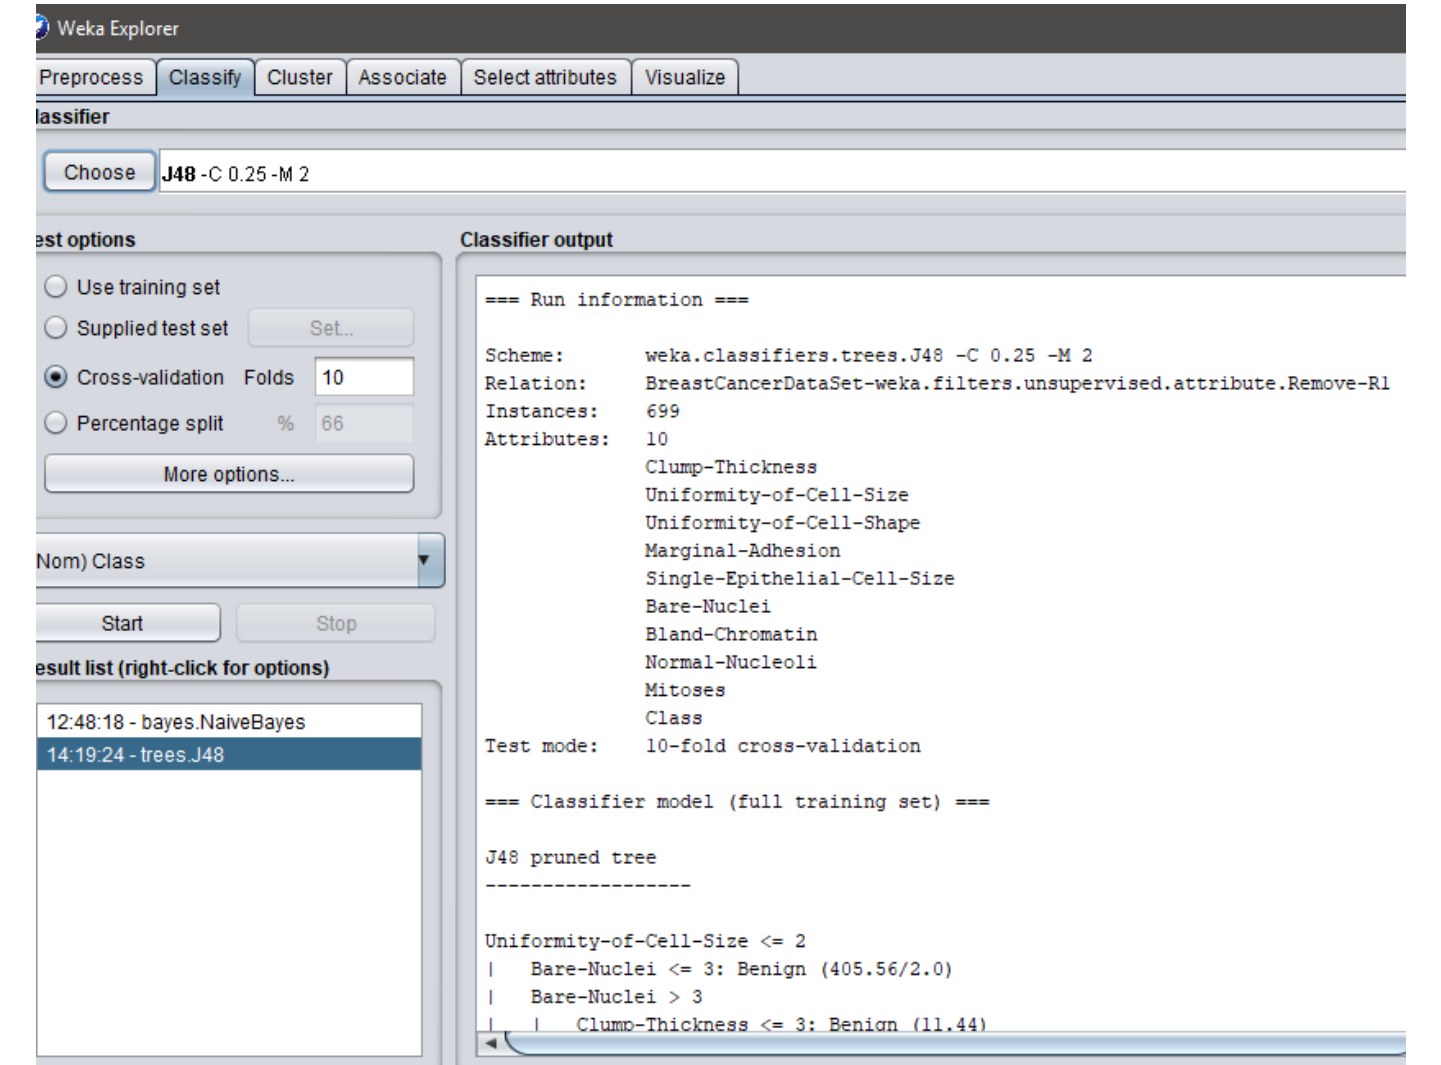 Weka Explorer
Preprocess Classify Cluster Associate Select attributes Visualize
lassifier
Choose J48 -C 0.25 -M 2
est options
Use training set
Supplied test set Set...
Cross-validation Folds 10
Percentage split % 66
More options...
Nom) Class
Start Stop
esult list (right-click for options)
12:48:18 - bayes.NaiveBayes
14:19:24 - trees.J48
Classifier output
=== Run information ===
Scheme: weka.classifiers.trees.J48 -C 0.25 -M 2
Relation: BreastCancerDataSet-weka.filters.unsupervised.attribute.Remove-R1
Instances: 699
Attributes: 10
Clump-Thickness
Uniformity-of-Cell-Size
Uniformity-of-Cell-Shape
Marginal-Adhesion
Single-Epithelial-Cell-Size
Bare-Nuclei
Bland-Chromatin
Normal-Nucleoli
Mitoses
Class
Test mode: 10-fold cross-validation
=== Classifier model (full training set) ===
J48 pruned tree
------------------
Uniformity-of-Cell-Size <= 2
| Bare-Nuclei <= 3: Benign (405.56/2.0)
| Bare-Nuclei > 3
| | Clump-Thickness <= 3: Benign (11.44)